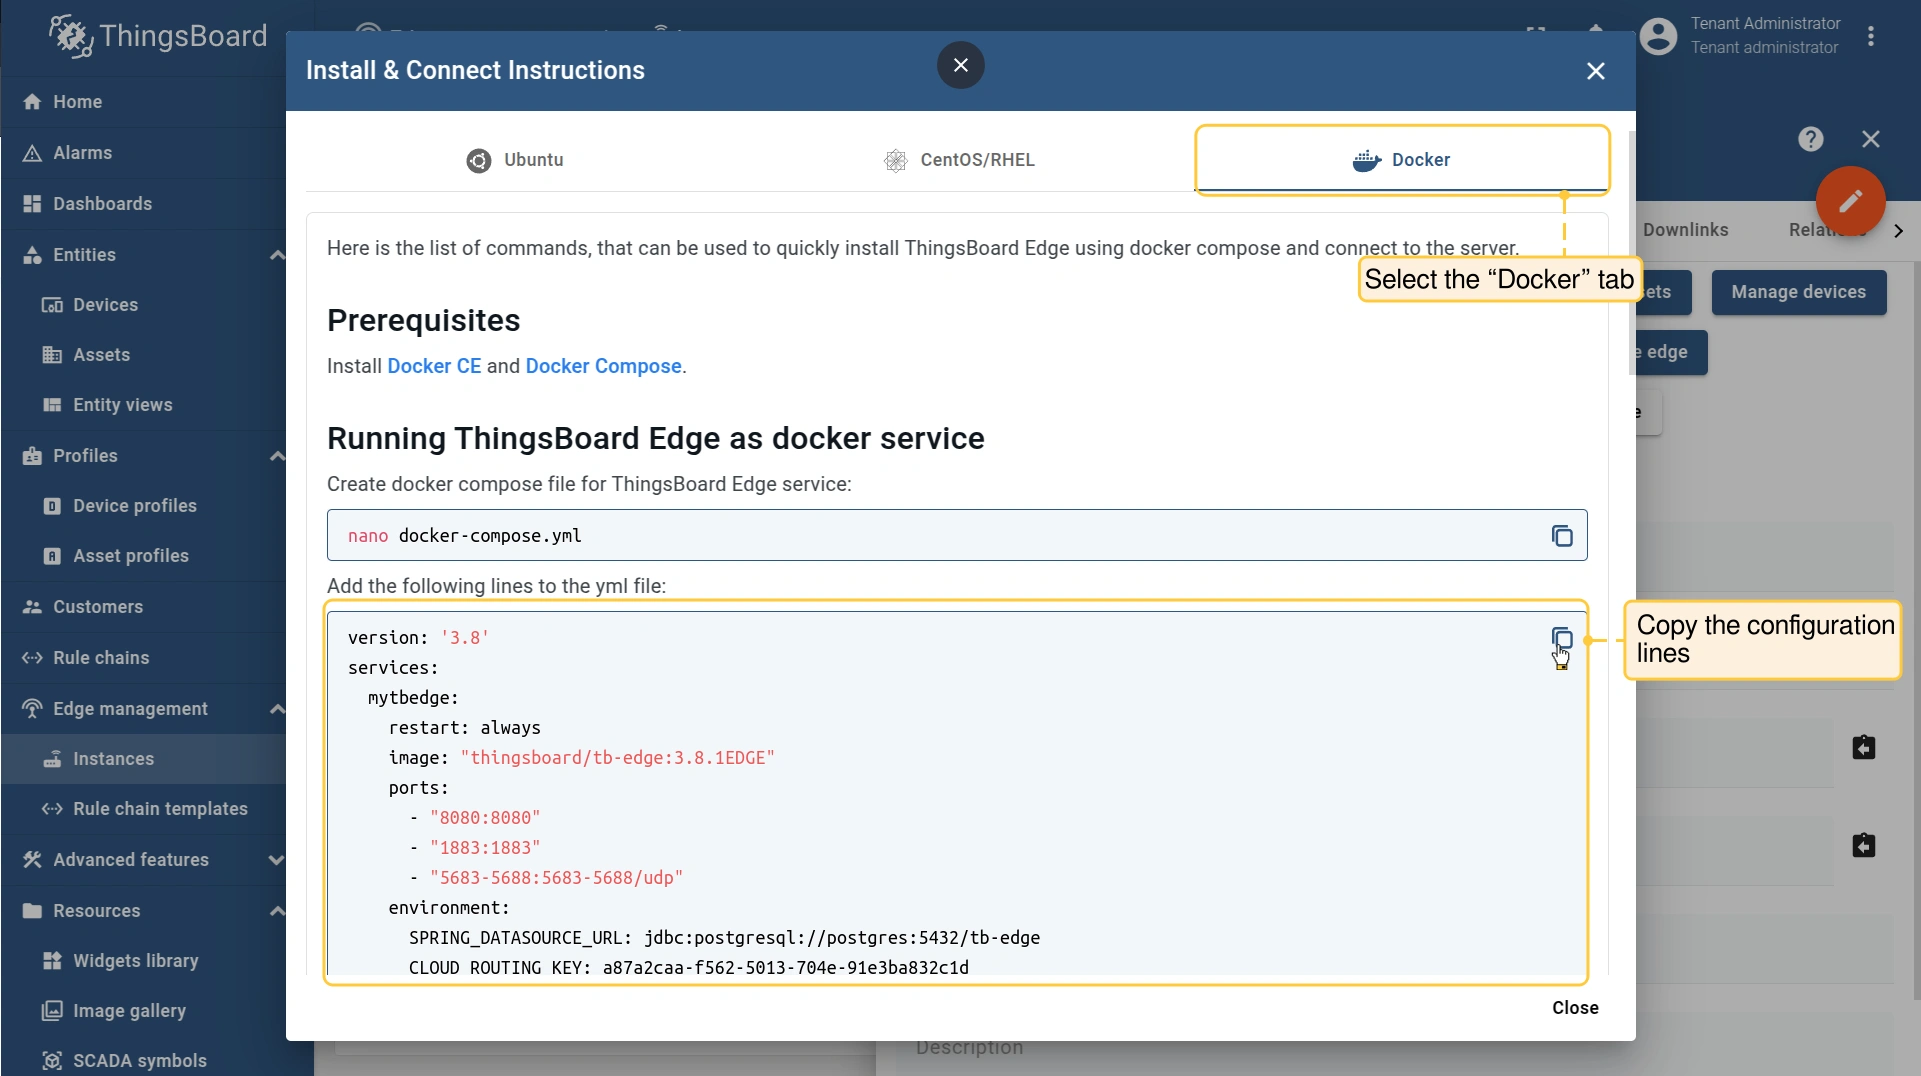 ThingsBoard
Tenant Administrator
Tenant administrator
Home
Alarms
Dashboards
Entities
Devices
Assets
Entity views
Profiles
Device profiles
Asset profiles
Customers
Rule chains
Edge management
Instances
Rule chain templates
Advanced features
Resources
Widgets library
Image gallery
SCADA symbols
Install & Connect Instructions
Ubuntu
CentOS/RHEL
Docker
Here is the list of commands, that can be used to quickly install ThingsBoard Edge using docker compose and connect to the server.
Select the “Docker” tab
Prerequisites
Install Docker CE and Docker Compose.
Running ThingsBoard Edge as docker service
Create docker compose file for ThingsBoard Edge service:
nano docker-compose.yml
Add the following lines to the yml file:
version: '3.8'
services:
mytbedge:
restart: always
image: "thingsboard/tb-edge:3.8.1EDGE"
ports:
- "8080:8080"
- "1883:1883"
- "5683-5688:5683-5688/udp"
environment:
SPRING_DATASOURCE_URL: jdbc:postgresql://postgres:5432/tb-edge
CLOUD_ROUTING_KEY: a87a2caa-f562-5013-704e-91e3ba832c1d
Copy the configuration
lines
Close
Downlinks
Manage devices
edge
Description